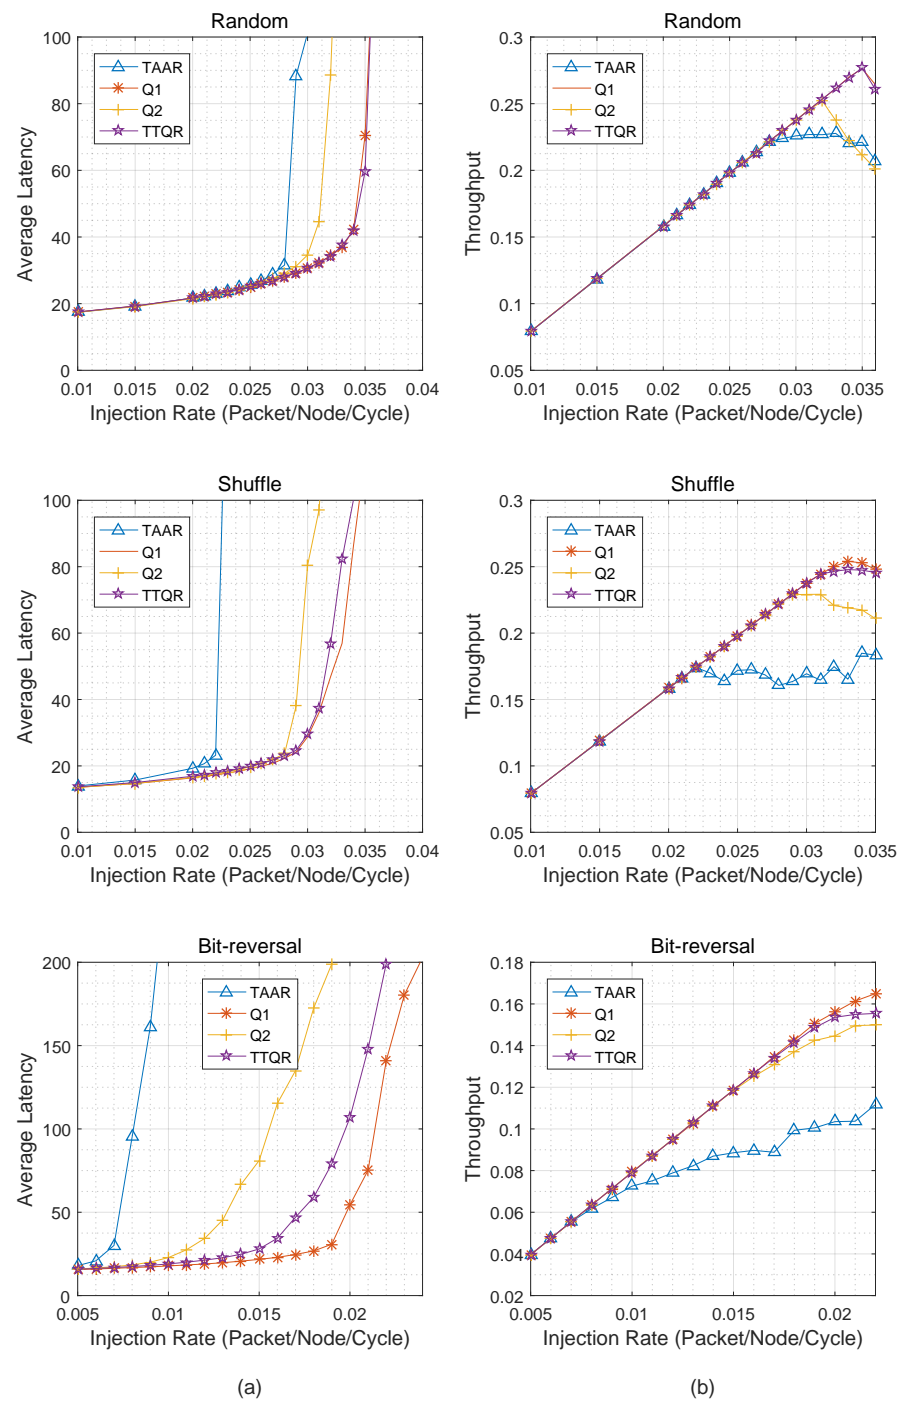 Random
100
80
60
40
20
0
0.01 0.015 0.02 0.025 0.03 0.035 0.04
Average Latency
Injection Rate (Packet/Node/Cycle)
TAAR
Q1
Q2
TTQR
Random
0.3
0.25
0.2
0.15
0.1
0.05
0.01 0.015 0.02 0.025 0.03 0.035
Throughput
Injection Rate (Packet/Node/Cycle)
TAAR
Q1
Q2
TTQR
Shuffle
100
80
60
40
20
0
0.01 0.015 0.02 0.025 0.03 0.035 0.04
Average Latency
Injection Rate (Packet/Node/Cycle)
TAAR
Q1
Q2
TTQR
Shuffle
0.3
0.25
0.2
0.15
0.1
0.05
0.01 0.015 0.02 0.025 0.03 0.035
Throughput
Injection Rate (Packet/Node/Cycle)
TAAR
Q1
Q2
TTQR
Bit-reversal
200
150
100
50
0
0.005 0.01 0.015 0.02
Average Latency
Injection Rate (Packet/Node/Cycle)
TAAR
Q1
Q2
TTQR
Bit-reversal
0.18
0.16
0.14
0.12
0.1
0.08
0.06
0.04
0.02
0.005 0.01 0.015 0.02
Throughput
Injection Rate (Packet/Node/Cycle)
TAAR
Q1
Q2
TTQR
(a)
(b)